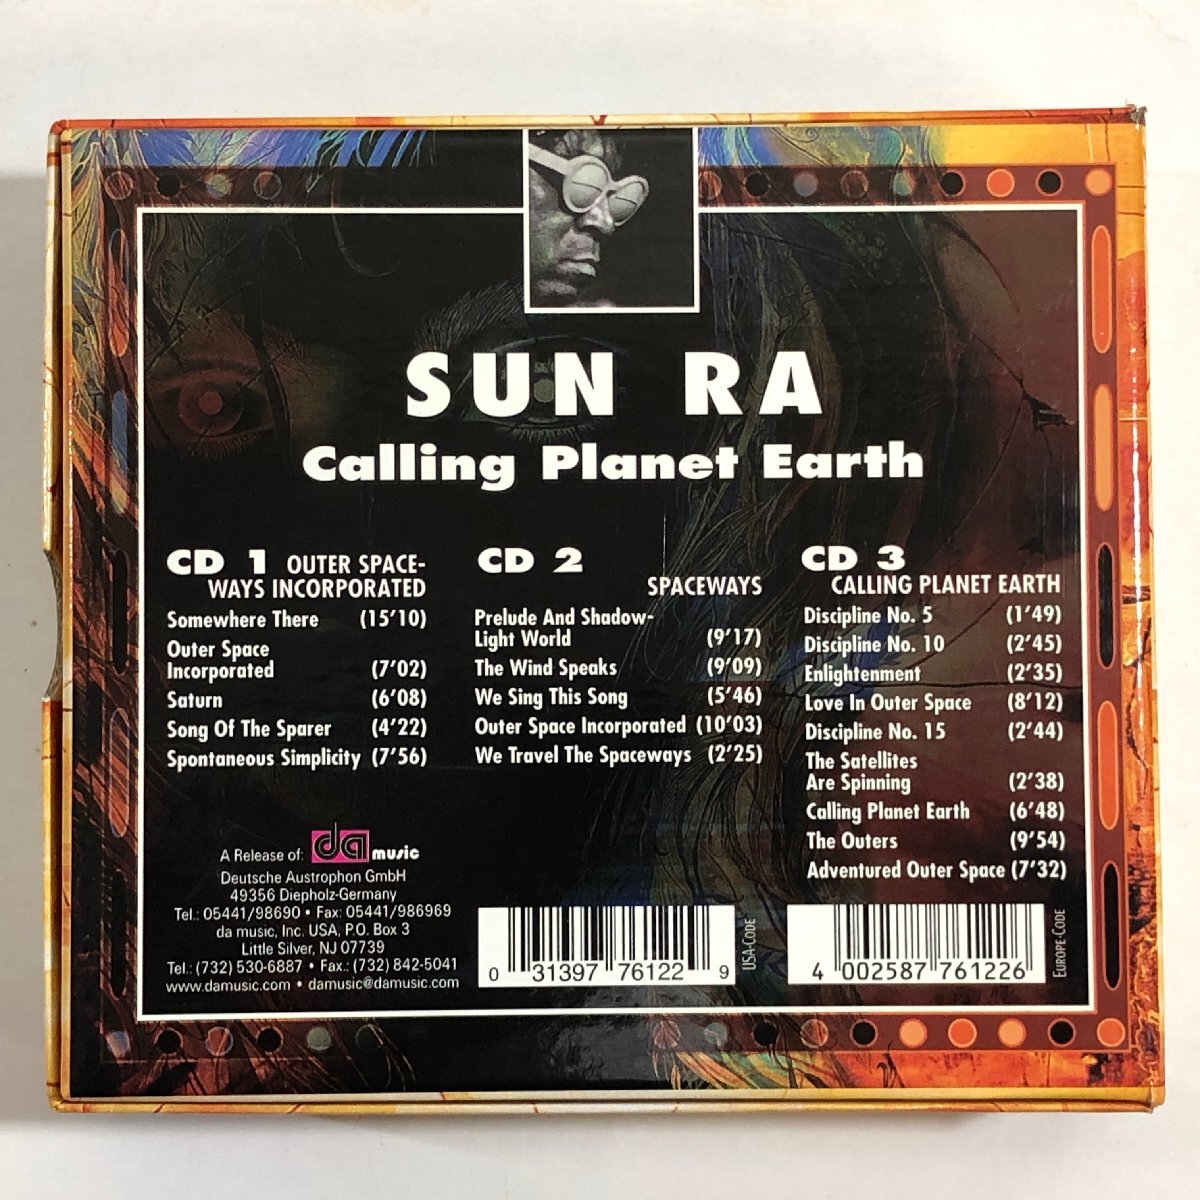 SUN RA
Calling Planet Earth
CD 1 OUTER SPACE-
WAYS INCORPORATED
Somewhere There (15'10)
Outer Space
Incorporated (7'02)
Saturn (6'08)
Song Of The Sparer (4'22)
Spontaneous Simplicity (7'56)
CD 2
SPACEWAYS
Prelude And Shadow-
Light World (9'17)
The Wind Speaks (9'09)
We Sing This Song (5'46)
Outer Space Incorporated (10'03)
We Travel The Spaceways (2'25)
CD 3
CALLING PLANET EARTH
Discipline No. 5 (1'49)
Discipline No. 10 (2'45)
Enlightenment (2'35)
Love In Outer Space (8'12)
Discipline No. 15 (2'44)
The Satellites
Are Spinning (2'38)
Calling Planet Earth (6'48)
The Outers (9'54)
Adventured Outer Space (7'32)
A Release of: da music
Deutsche Austrophon GmbH
49356 Diepholz-Germany
Tel.: 05441/98690 • Fax: 05441/986969
da music, Inc. USA, P.O. Box 3
Little Silver, NJ 07739
Tel.: (732) 530-6887 • Fax.: (732) 842-5041
www.damusic.com • damusic@damusic.com
0 31397 76122 9
USA-CODE
4 002587 761226
EUROPE-CODE